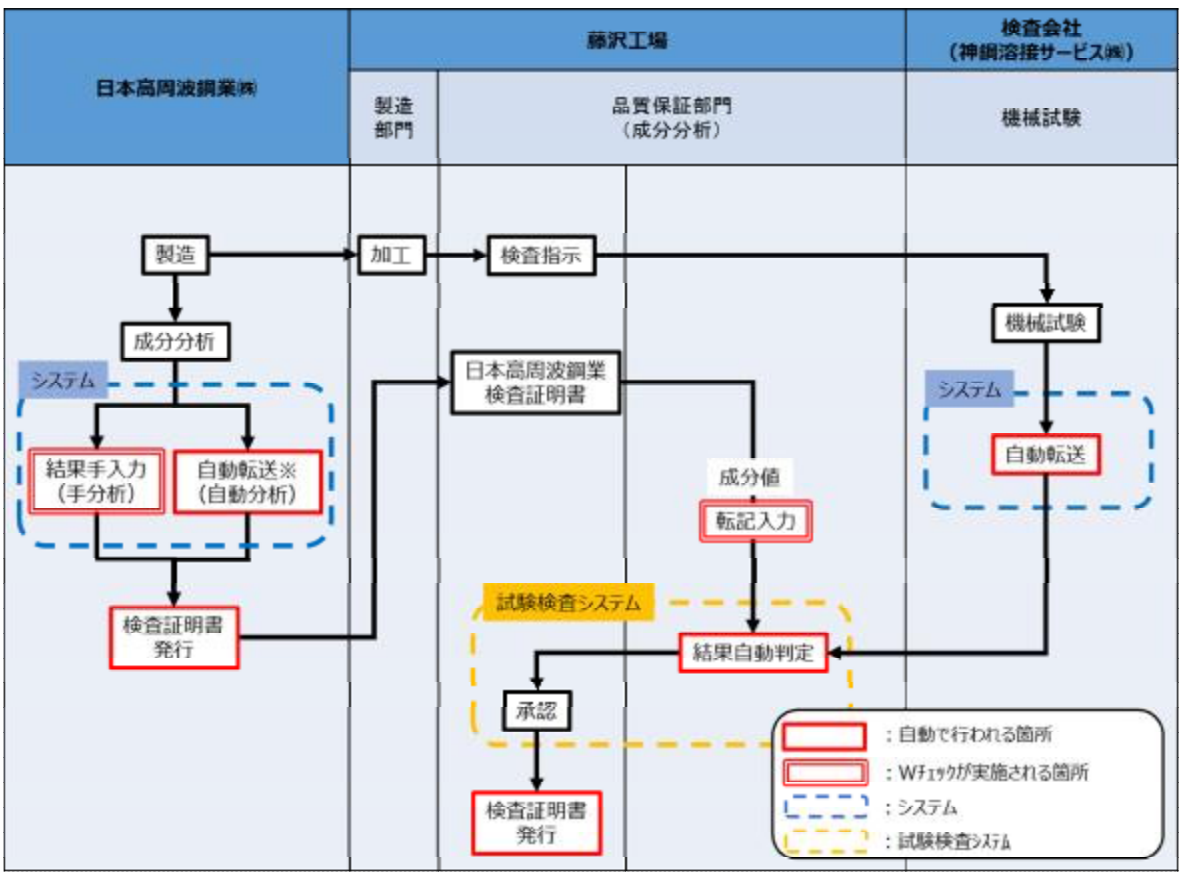 日本高周波鋼業㈱
藤沢工場
検査会社
(神鋼溶接サービス㈱)
製造
部門
品質保証部門
(成分分析)
機械試験
製造
加工
検査指示
成分分析
機械試験
システム
日本高周波鋼業
検査証明書
システム
結果手入力
(手分析)
自動転送※
(自動分析)
自動転送
成分値
転記入力
検査証明書
発行
試験検査システム
結果自動判定
承認
検査証明書
発行
：自動で行われる箇所
：Wﾁｪｯｸが実施される箇所
：システム
：試験検査ｼｽﾃﾑ